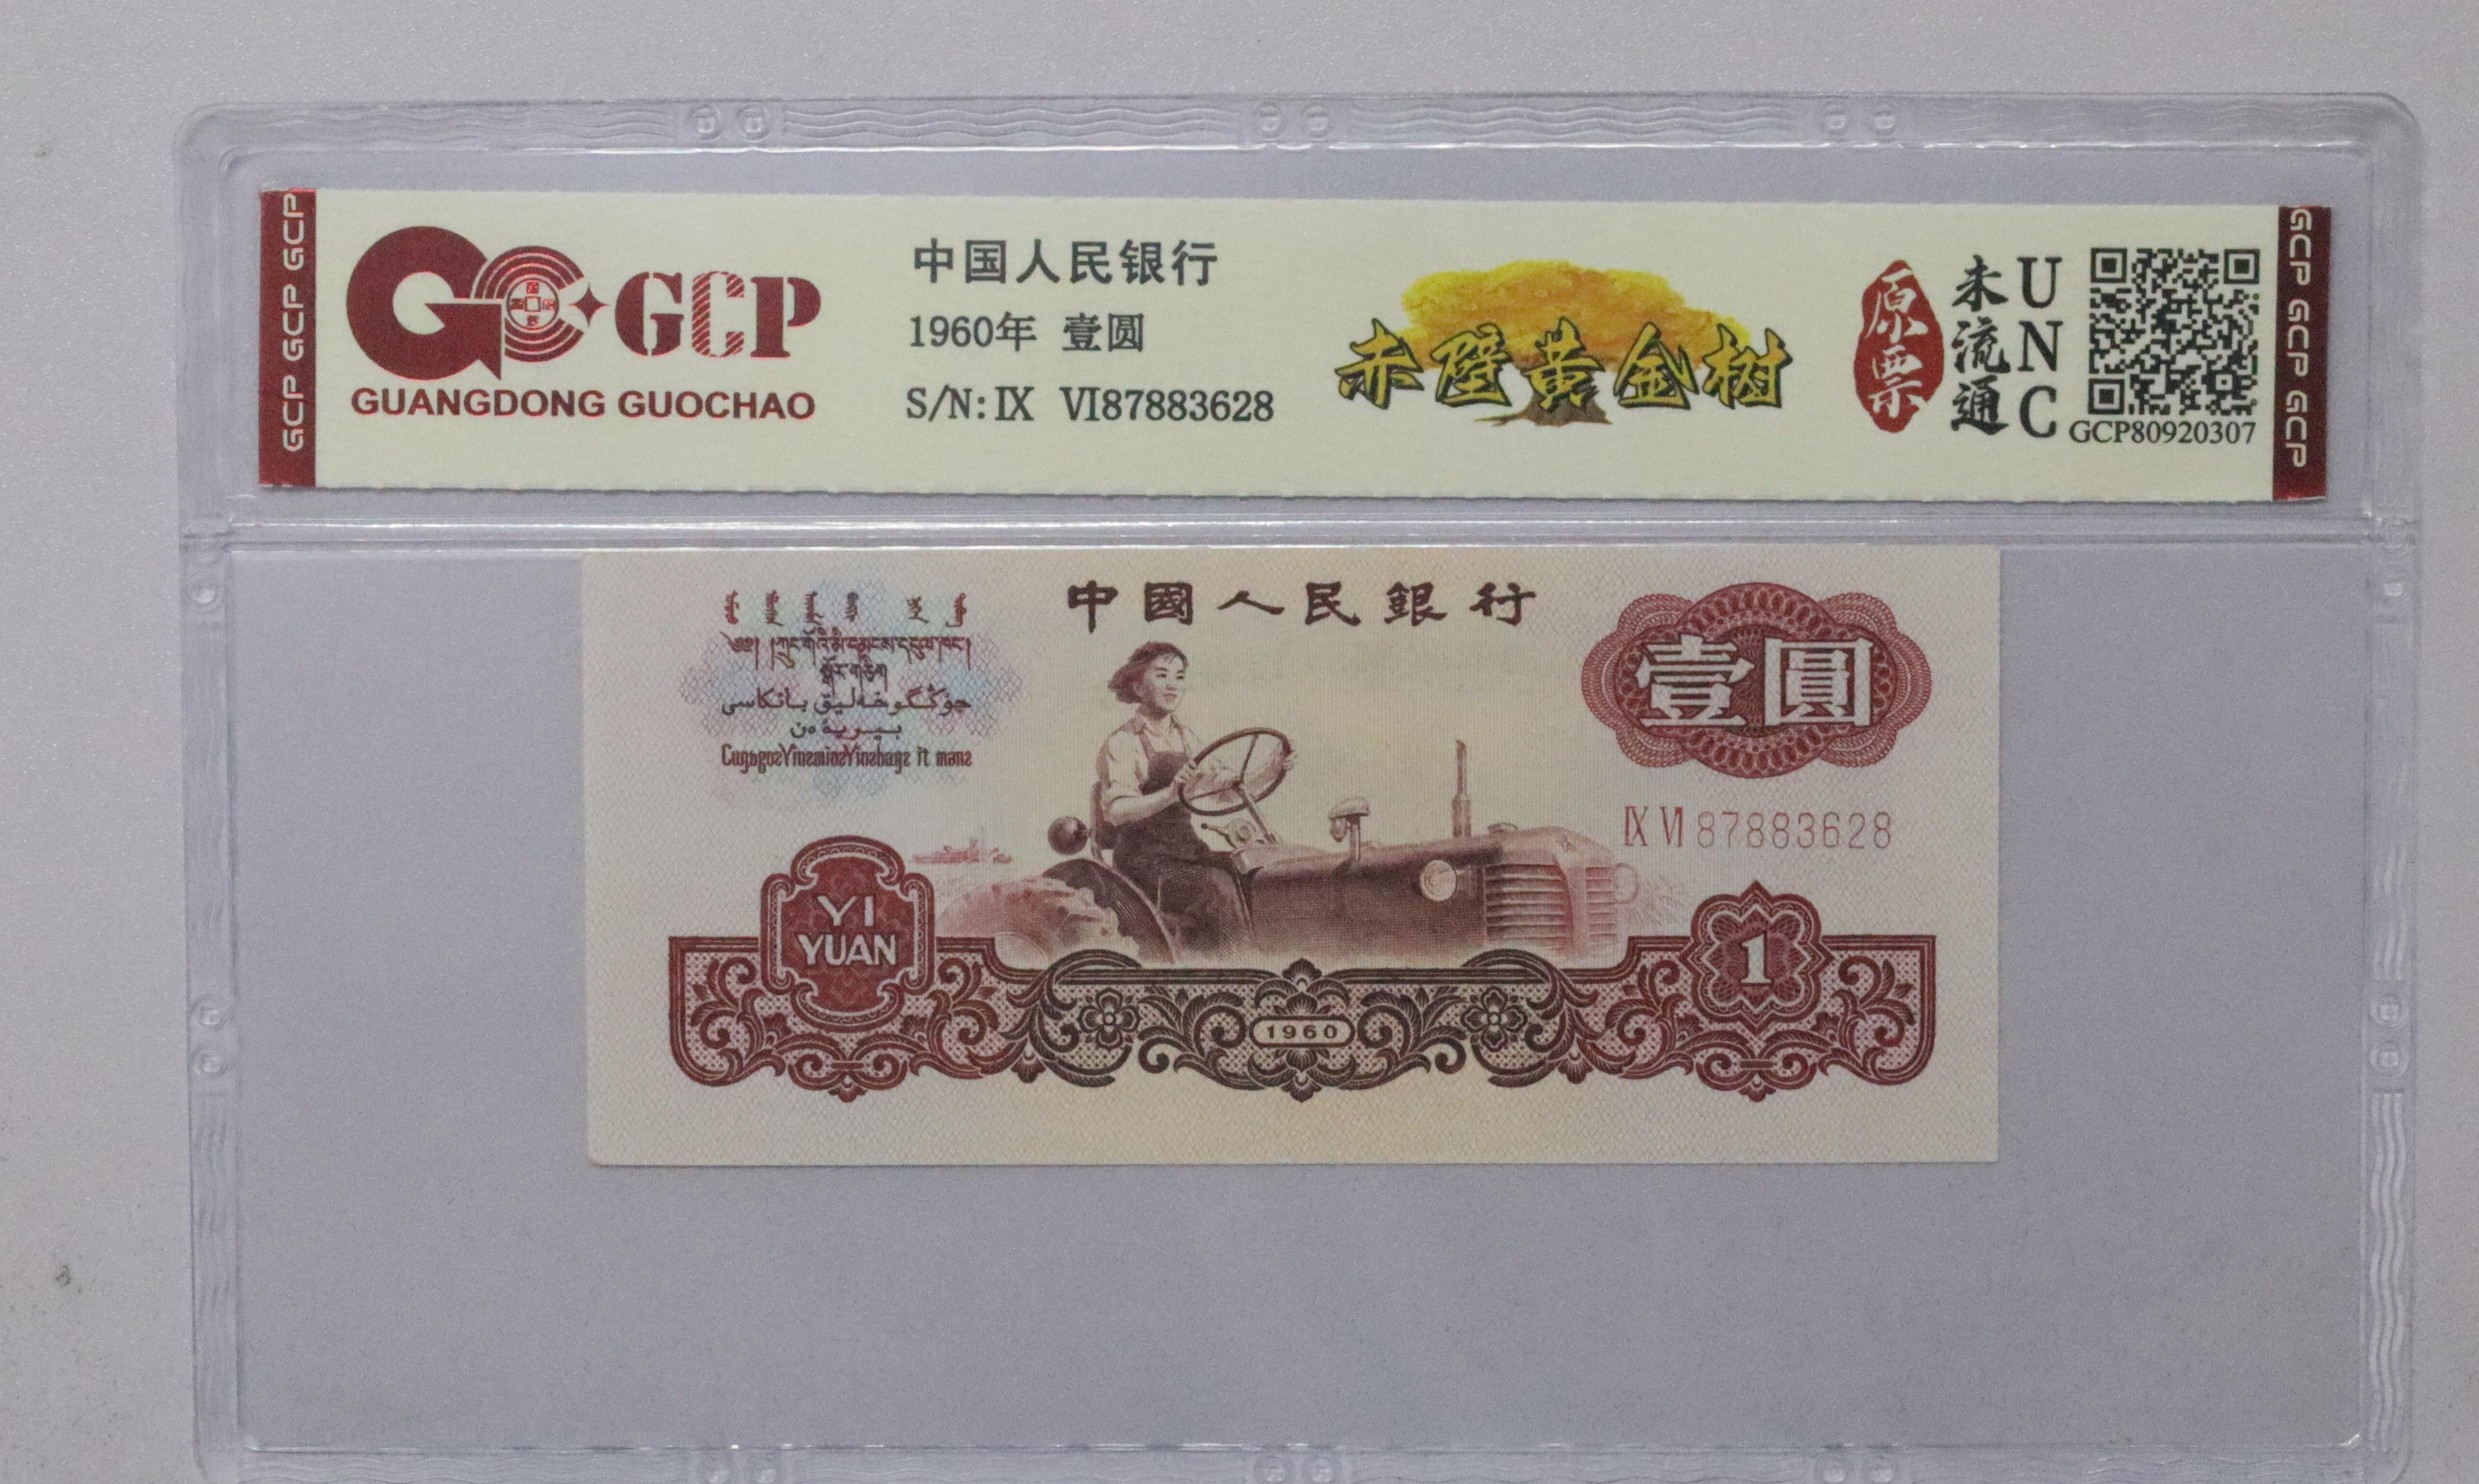 GCP GCP GCP
GCP
GUANGDONG GUOCHAO
中国人民银行
1960年 壹圆
S/N: IX VI87883628
赤壁黄金树
原票
未流通
UNC
GCP80920307
GCP GCP GCP
中國人民銀行
壹圓
IX VI 87883628
YI
YUAN
1960
1